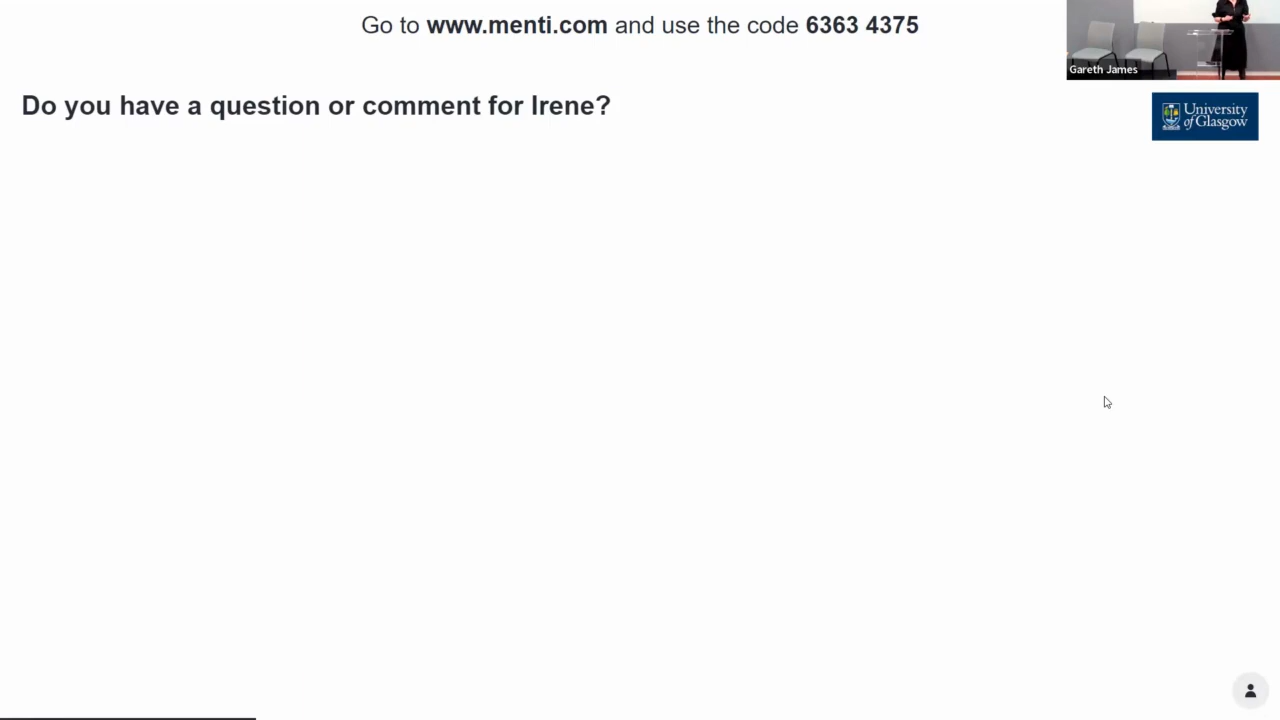 Go to www.menti.com and use the code 6363 4375
Gareth James
Do you have a question or comment for Irene?
University
of Glasgow